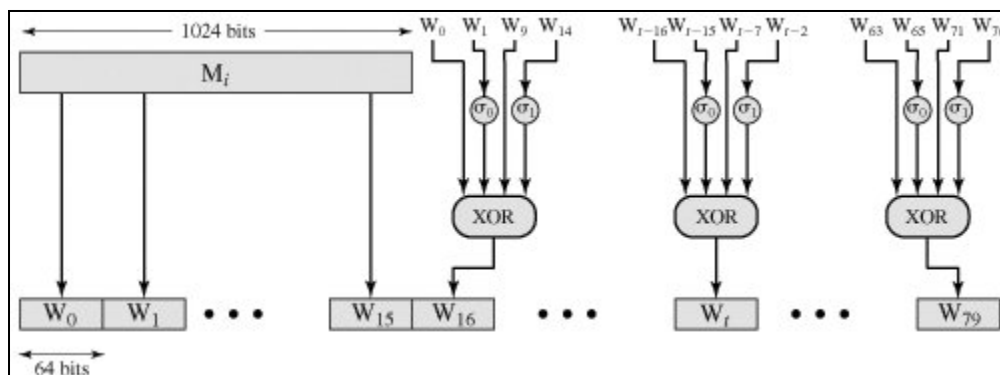 1024 bits
W0 W1 W9 W14
Wt–16 Wt–15 Wt–7 Wt–2
W63 W65 W71
Mi
σ0 σ1
σ0 σ1
σ0 σ1
XOR
XOR
XOR
W0 W1 • • • W15 W16 • • • Wt • • • W79
64 bits